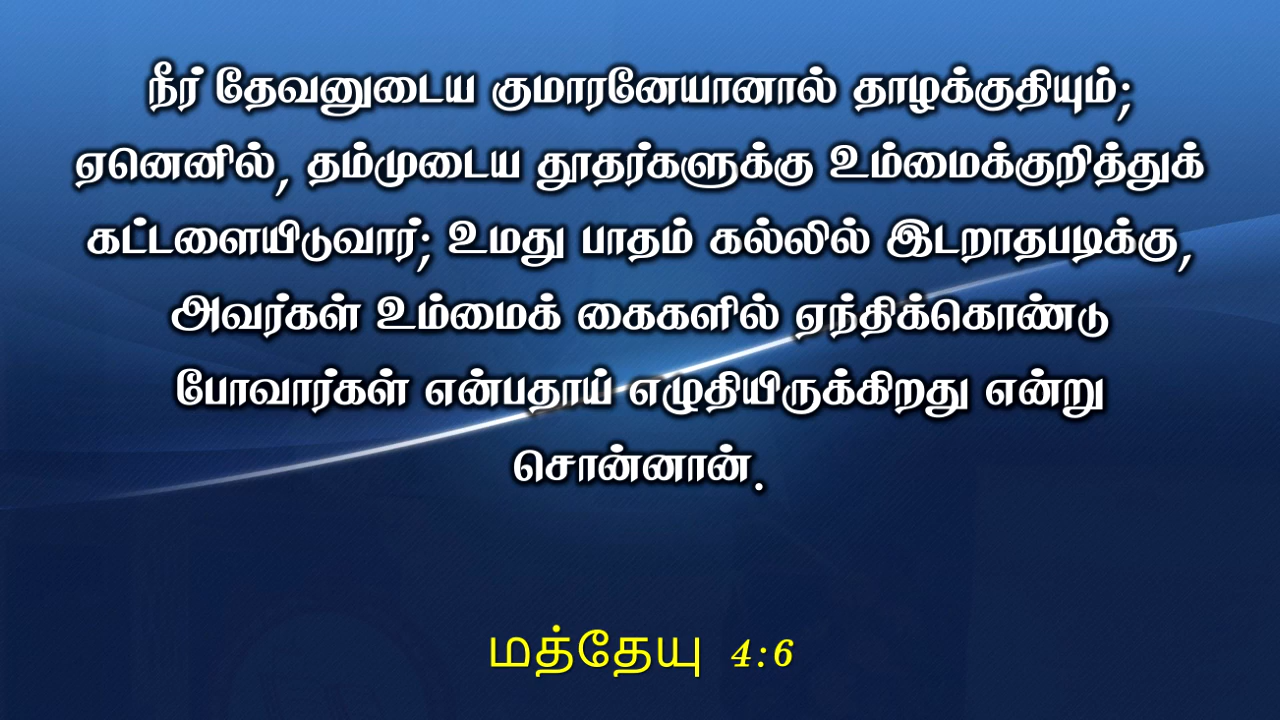 நீர் தேவனுடைய குமாரனேயானால் தாழக்குதியும்;
ஏனெனில், தம்முடைய தூதர்களுக்கு உம்மைக்குறித்துக்
கட்டளையிடுவார்; உமது பாதம் கல்லில் இடறாதபடிக்கு,
அவர்கள் உம்மைக் கைகளில் ஏந்திக்கொண்டு
போவார்கள் என்பதாய் எழுதியிருக்கிறது என்று
சொன்னான்.
மத்தேயு 4:6